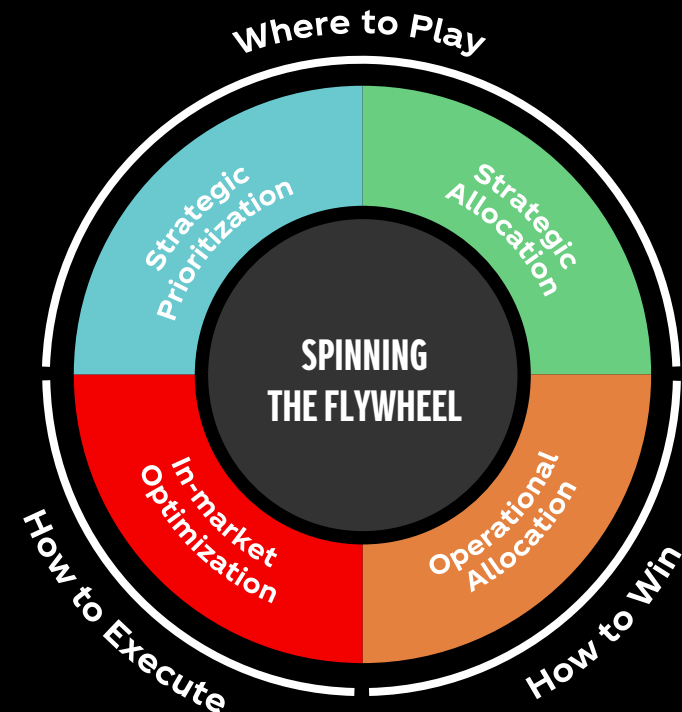 Where to Play
Strategic
Prioritization
Strategic
Allocation
SPINNING
THE FLYWHEEL
In-market
Optimization
Operational
Allocation
How to Execute
How to Win